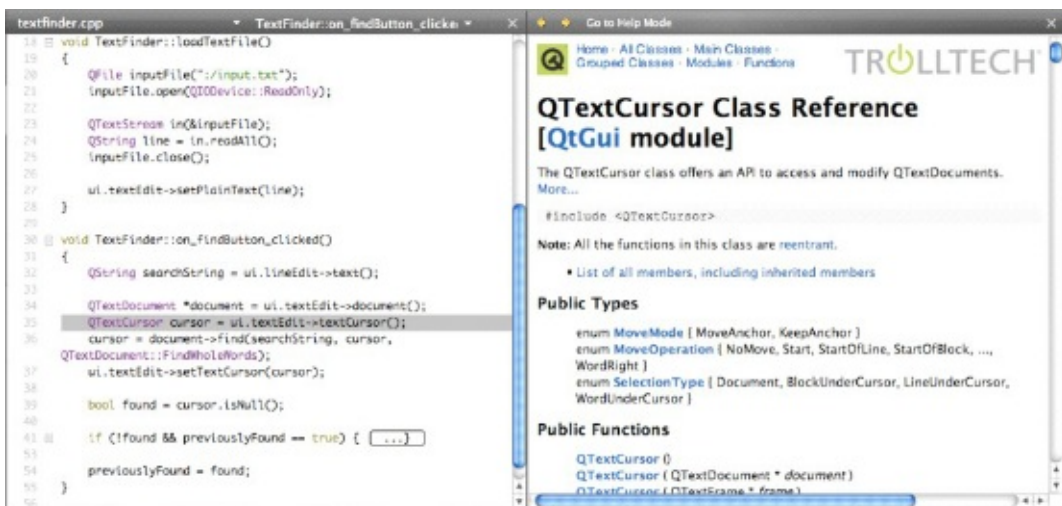 textfinder.cpp
TextFinder::on_findButton_clicke
Go to Help Mode
18 void TextFinder::loadTextFile()
19 {
20 QFile inputFile(":/input.txt");
21 inputFile.open(QIODevice::ReadOnly);
22
23 QTextStream in(&inputFile);
24 QString line = in.readAll();
25 inputFile.close();
26
27 ui.textEdit->setPlainText(line);
28 }
29
30 void TextFinder::on_findButton_clicked()
31 {
32 QString searchString = ui.lineEdit->text();
33
34 QTextDocument *document = ui.textEdit->document();
35 QTextCursor cursor = ui.textEdit->textCursor();
36 cursor = document->find(searchString, cursor,
QTextDocument::FindWholeWords);
37 ui.textEdit->setTextCursor(cursor);
38
39 bool found = cursor.isNull();
40
41 if (!found && previouslyFound == true) { ...}
53
54 previouslyFound = found;
55 }
56
Home · All Classes · Main Classes ·
Grouped Classes · Modules · Functions
TROLLTECH
QTextCursor Class Reference
[QtGui module]
The QTextCursor class offers an API to access and modify QTextDocuments.
More...
#include <QTextCursor>
Note: All the functions in this class are reentrant.
• List of all members, including inherited members
Public Types
enum MoveMode { MoveAnchor, KeepAnchor }
enum MoveOperation { NoMove, Start, StartOfLine, StartOfBlock, ...,
WordRight }
enum SelectionType { Document, BlockUnderCursor, LineUnderCursor,
WordUnderCursor }
Public Functions
QTextCursor ()
QTextCursor ( QTextDocument * document )
QTextCursor ( QTextFrame * frame )